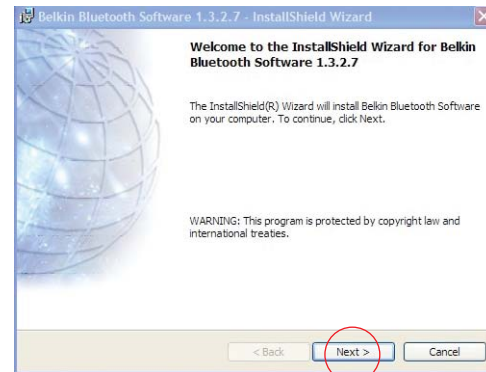 Belkin Bluetooth Software 1.3.2.7 - InstallShield Wizard
Welcome to the InstallShield Wizard for Belkin
Bluetooth Software 1.3.2.7
The InstallShield(R) Wizard will install Belkin Bluetooth Software
on your computer. To continue, click Next.
WARNING: This program is protected by copyright law and
international treaties.
< Back Next > Cancel